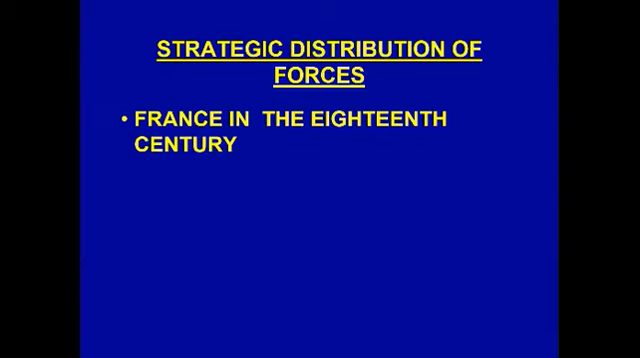 STRATEGIC DISTRIBUTION OF
FORCES
• FRANCE IN  THE EIGHTEENTH
CENTURY